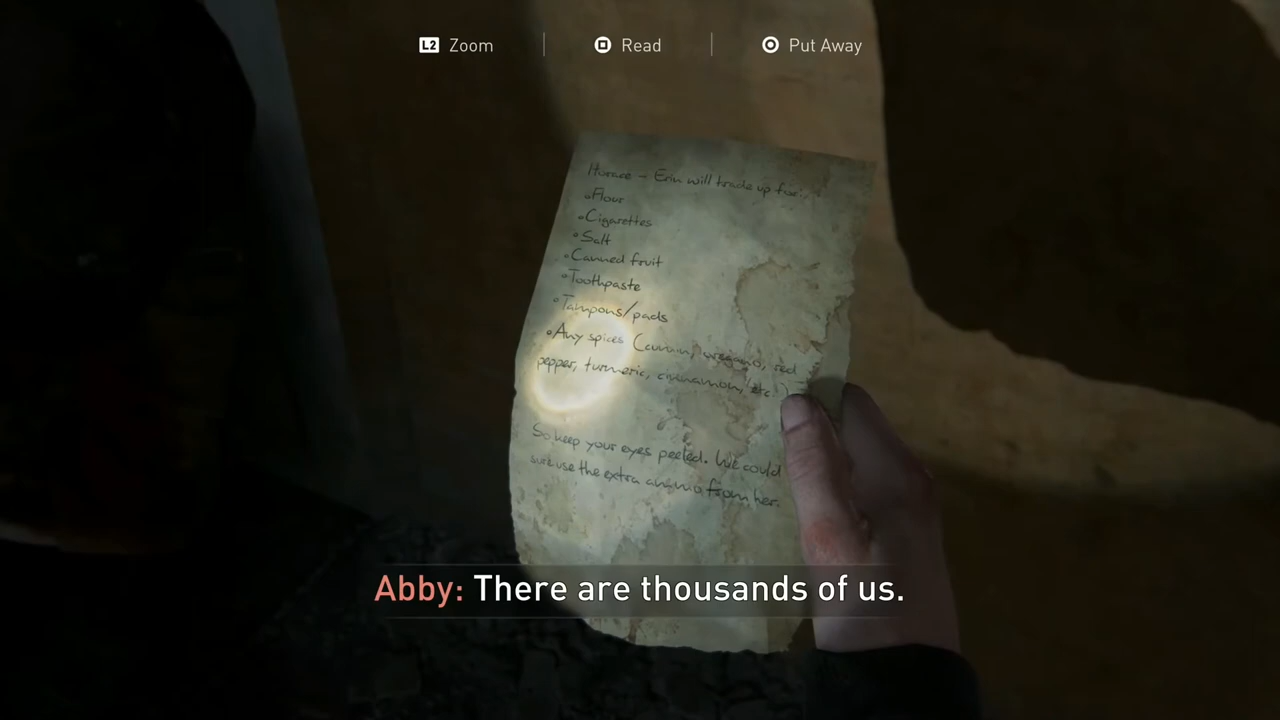 L2 Zoom
Read
Put Away
Horace - Erin will trade up for:
•Flour
•Cigarettes
•Salt
•Canned fruit
•Toothpaste
•Tampons/pads
•Any spices (cumin, oregano, red
pepper, turmeric, cinnamon, etc.)
So keep your eyes peeled. We could
sure use the extra ammo from her.
Abby: There are thousands of us.